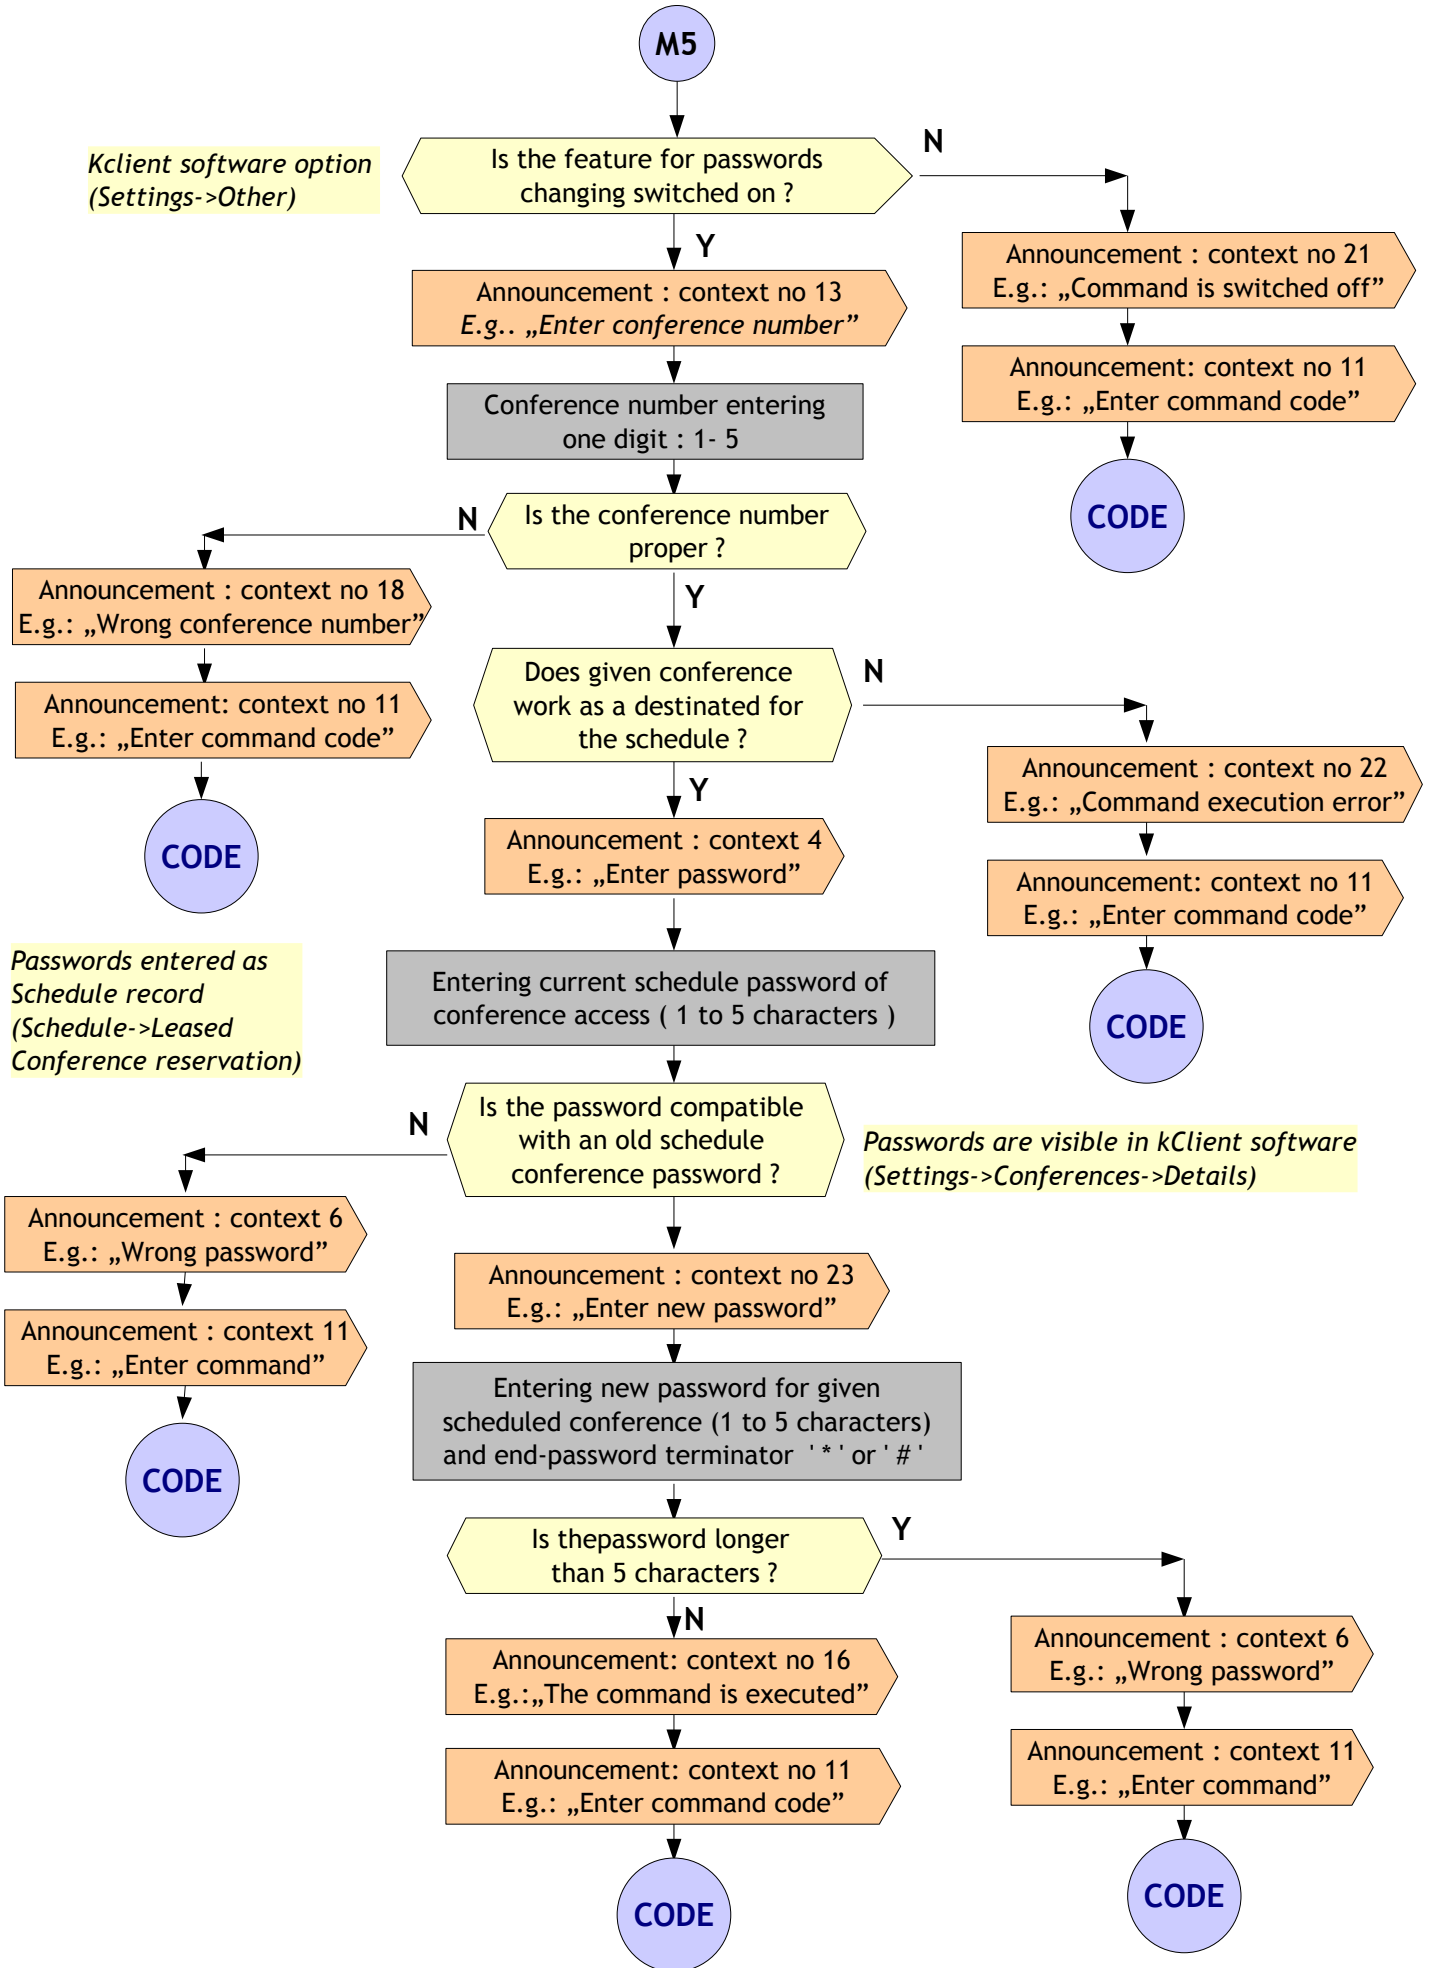 M5
Kclient software option
(Settings->Other)
Is the feature for passwords
changing switched on ?
N
Y
Announcement : context no 21
E.g.: „Command is switched off”
Announcement : context no 13
E.g.. „Enter conference number”
Announcement: context no 11
E.g.: „Enter command code”
Conference number entering
one digit : 1- 5
CODE
N
Is the conference number
proper ?
Y
Announcement : context no 18
E.g.: „Wrong conference number”
Does given conference
work as a destinated for
the schedule ?
N
Announcement: context no 11
E.g.: „Enter command code”
Y
Announcement : context no 22
E.g.: „Command execution error”
CODE
Announcement : context 4
E.g.: „Enter password”
Announcement: context no 11
E.g.: „Enter command code”
Passwords entered as
Schedule record
(Schedule->Leased
Conference reservation)
Entering current schedule password of
conference access ( 1 to 5 characters )
CODE
N
Is the password compatible
with an old schedule
conference password ?
Passwords are visible in kClient software
(Settings->Conferences->Details)
Announcement : context 6
E.g.: „Wrong password”
Announcement : context no 23
E.g.: „Enter new password”
Announcement : context 11
E.g.: „Enter command”
Entering new password for given
scheduled conference (1 to 5 characters)
and end-password terminator ' * ' or ' # '
CODE
Is thepassword longer
than 5 characters ?
Y
N
Announcement : context 6
E.g.: „Wrong password”
Announcement: context no 16
E.g.:„The command is executed”
Announcement : context 11
E.g.: „Enter command”
Announcement: context no 11
E.g.: „Enter command code”
CODE
CODE